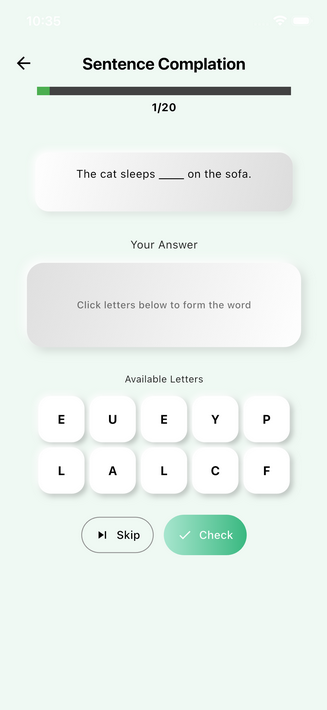 10:35
Sentence Complation
1/20
The cat sleeps _____ on the sofa.
Your Answer
Click letters below to form the word
Available Letters
E U E Y P
L A L C F
Skip Check